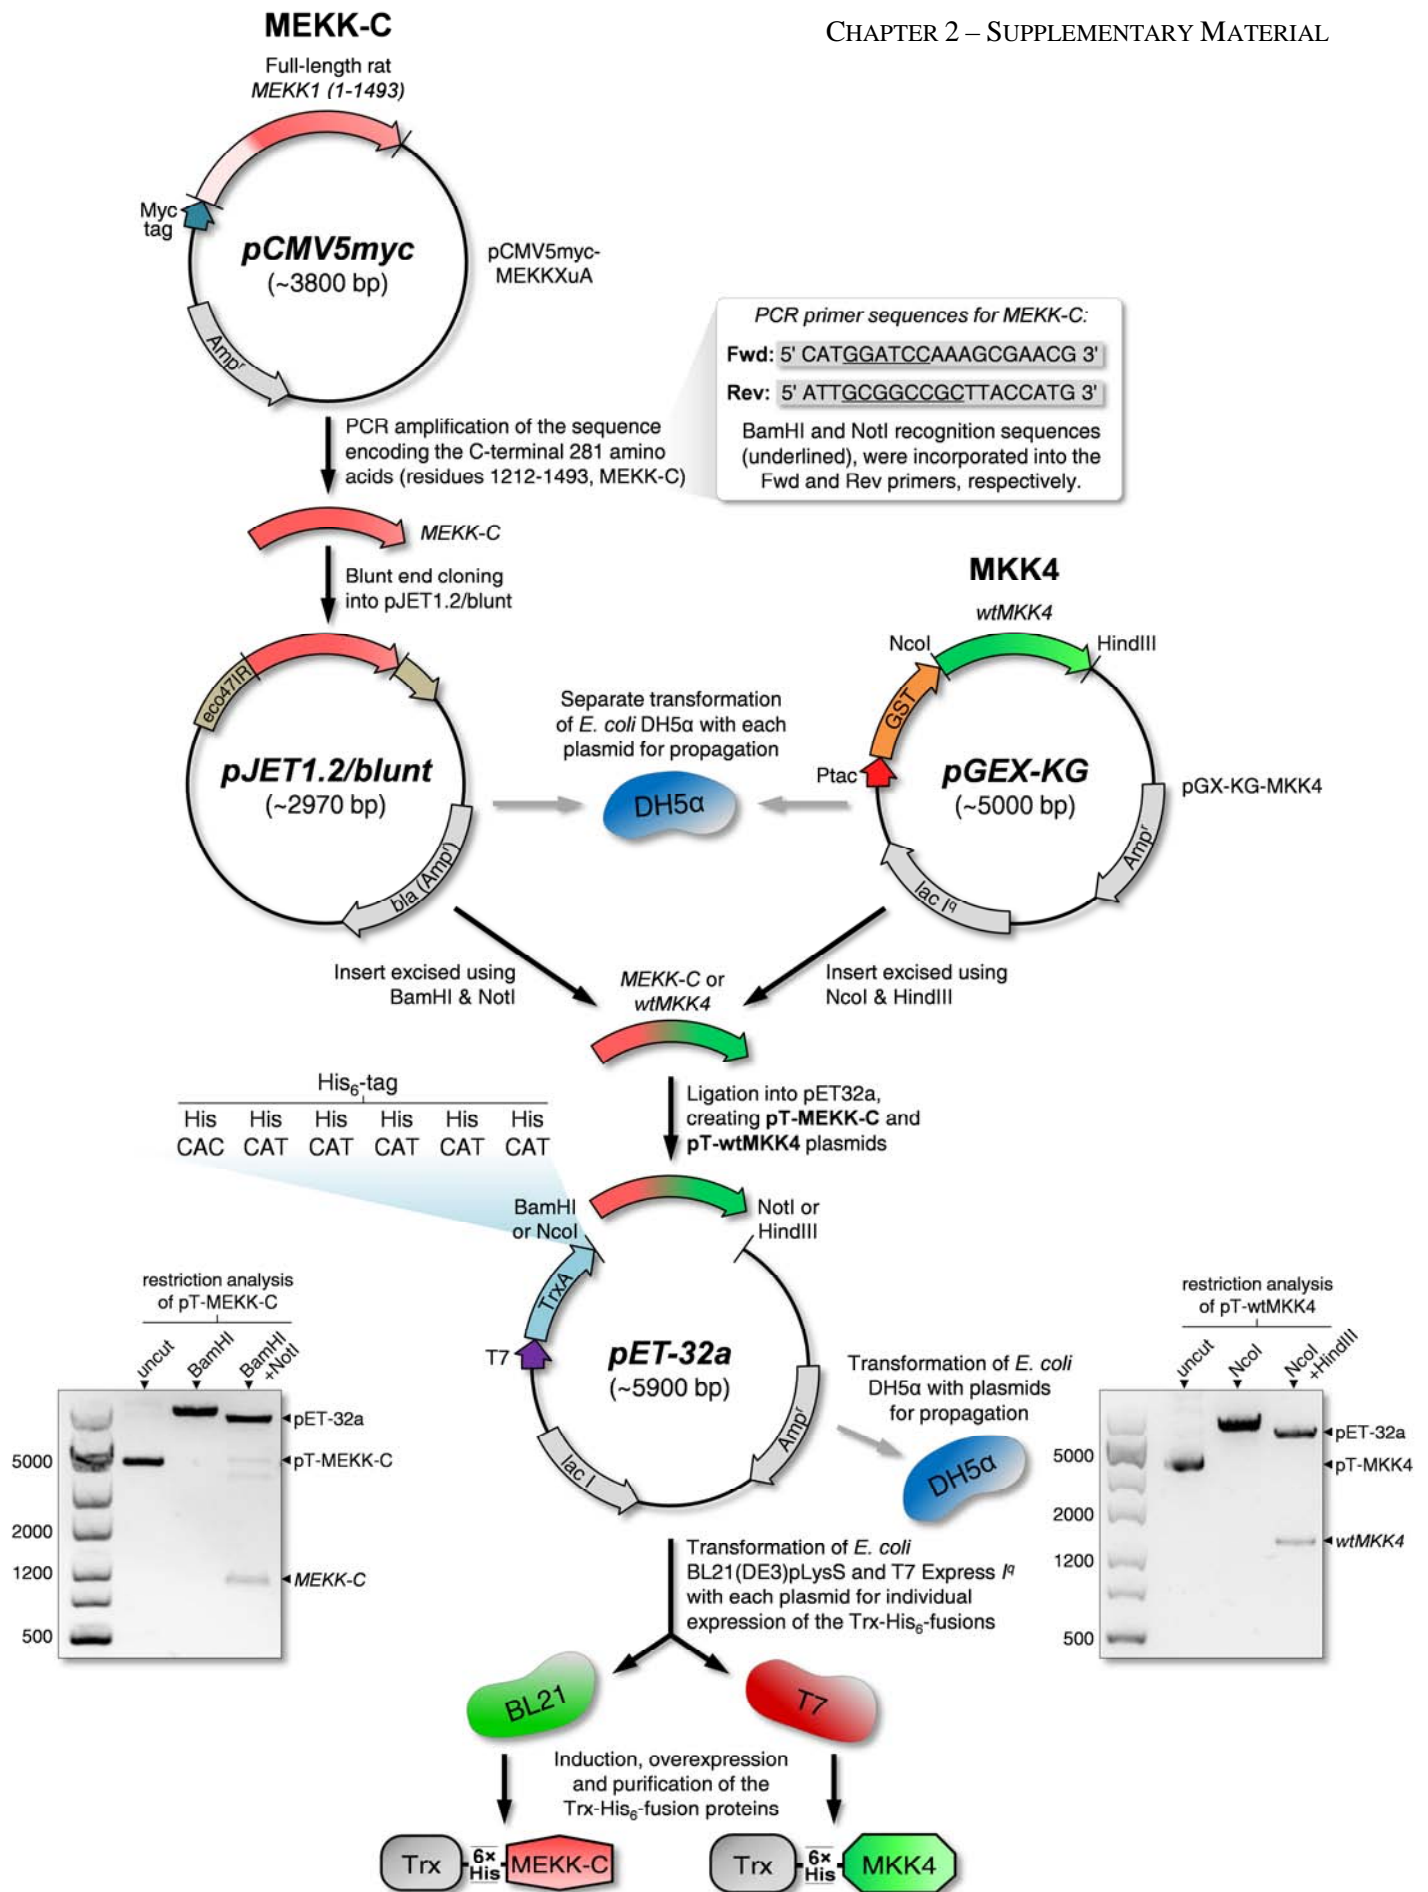 CHAPTER 2 – SUPPLEMENTARY MATERIAL
MEKK-C
Full-length rat
MEKK1 (1-1493)
Myc
tag
pCMV5myc
(~3800 bp)
pCMV5myc-
MEKKXuA
Ampʳ
PCR primer sequences for MEKK-C:
Fwd: 5' CATGGATCCAAAGCGAACG 3'
Rev: 5' ATTGCGGCCGCTTACCATG 3'
BamHI and NotI recognition sequences
(underlined), were incorporated into the
Fwd and Rev primers, respectively.
PCR amplification of the sequence
encoding the C-terminal 281 amino
acids (residues 1212-1493, MEKK-C)
MEKK-C
Blunt end cloning
into pJET1.2/blunt
MKK4
wtMKK4
NcoI
HindIII
eco47IR
pJET1.2/blunt
(~2970 bp)
bla (Ampʳ)
Separate transformation
of E. coli DH5α with each
plasmid for propagation
DH5α
GST
Ptac
pGEX-KG
(~5000 bp)
pGX-KG-MKK4
Ampʳ
lac Iq
Insert excised using
BamHI & NotI
MEKK-C or
wtMKK4
Insert excised using
NcoI & HindIII
His₆-tag
His His His His His His
CAC CAT CAT CAT CAT CAT
Ligation into pET32a,
creating pT-MEKK-C and
pT-wtMKK4 plasmids
BamHI
or NcoI
NotI or
HindIII
TrxA
T7
pET-32a
(~5900 bp)
Ampʳ
lac I
Transformation of E. coli
DH5α with plasmids
for propagation
DH5α
restriction analysis
of pT-MEKK-C
uncut
BamHI
BamHI
+NotI
pET-32a
pT-MEKK-C
MEKK-C
5000
2000
1200
500
restriction analysis
of pT-wtMKK4
uncut
NcoI
NcoI
+HindIII
pET-32a
pT-MKK4
wtMKK4
5000
2000
1200
500
Transformation of E. coli
BL21(DE3)pLysS and T7 Express Iq
with each plasmid for individual
expression of the Trx-His₆-fusions
BL21
T7
Induction, overexpression
and purification of the
Trx-His₆-fusion proteins
Trx
6×
His
MEKK-C
Trx
6×
His
MKK4